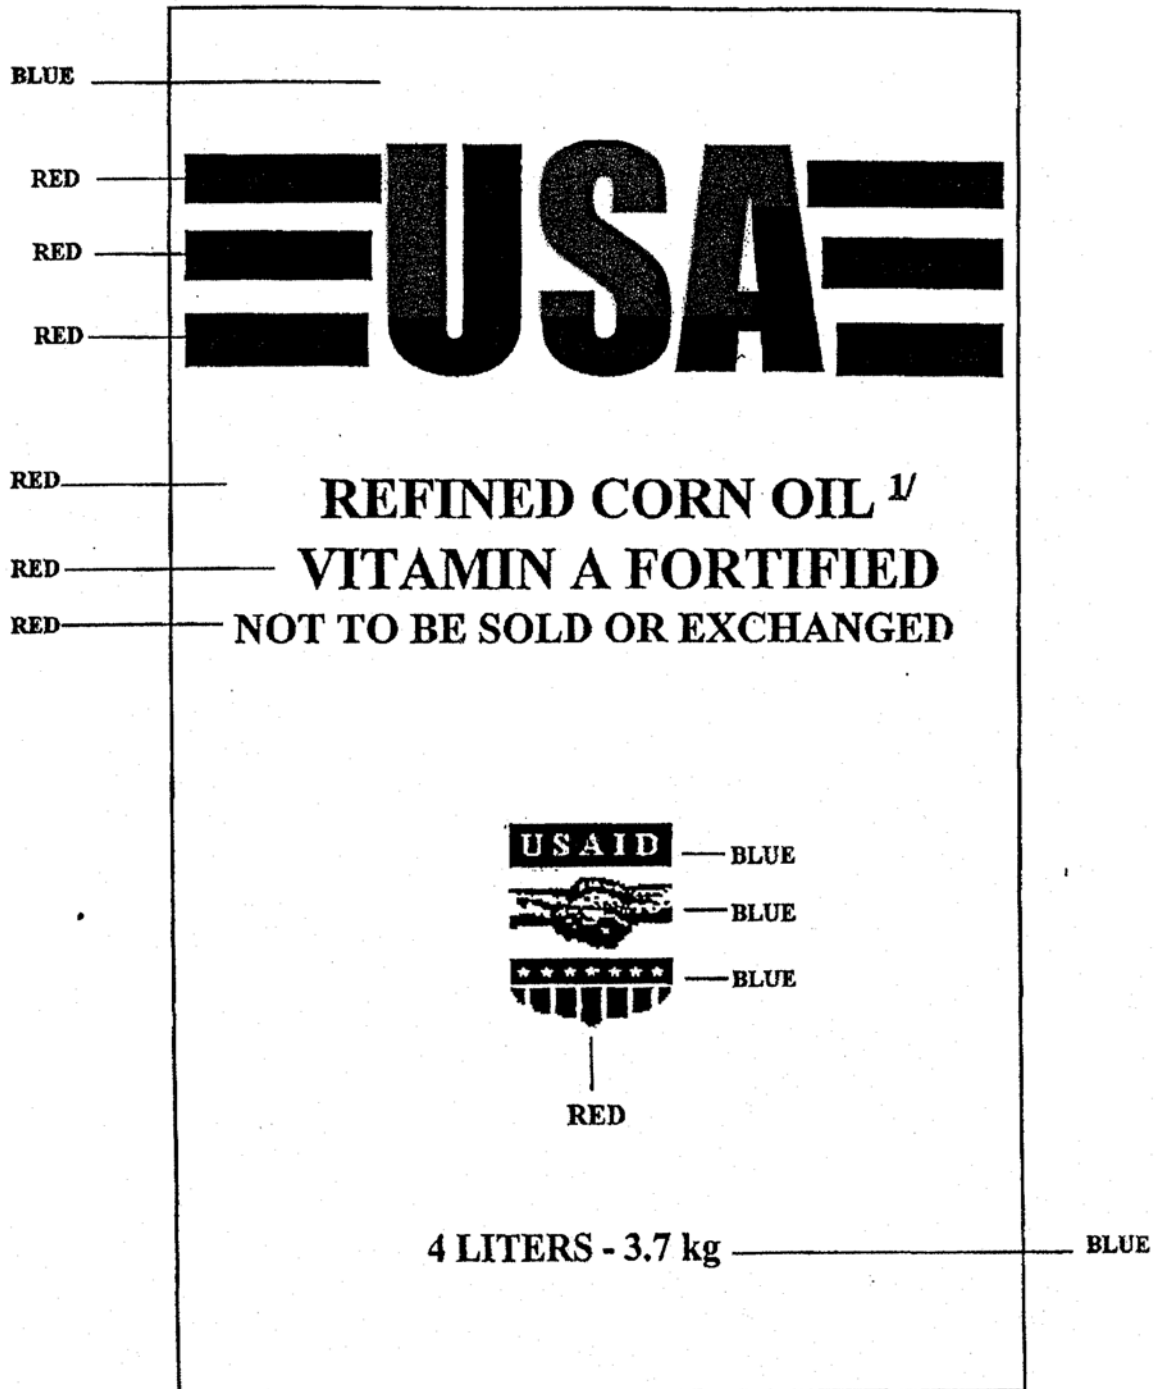 BLUE
USA
RED
RED
RED
RED REFINED CORN OIL 1/
RED VITAMIN A FORTIFIED
RED NOT TO BE SOLD OR EXCHANGED
USAID BLUE
BLUE
BLUE
RED
4 LITERS - 3.7 kg BLUE